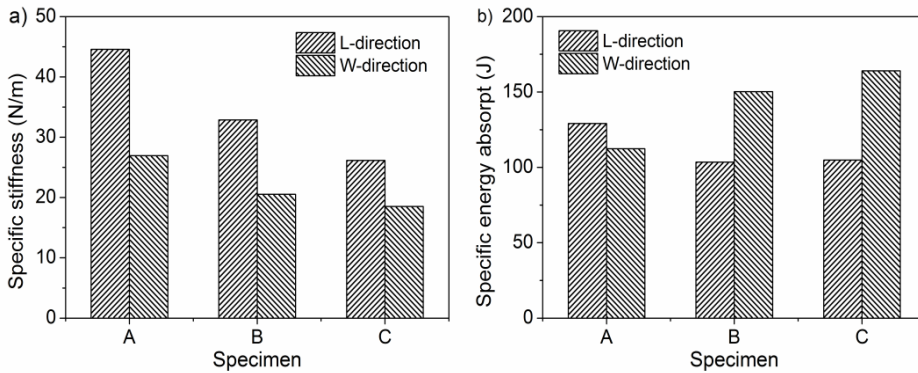 a)
Specific stiffness (N/m)
50
40
30
20
10
0
L-direction
W-direction
A B C
Specimen
b)
Specific energy absorpt (J)
200
150
100
50
0
L-direction
W-direction
A B C
Specimen